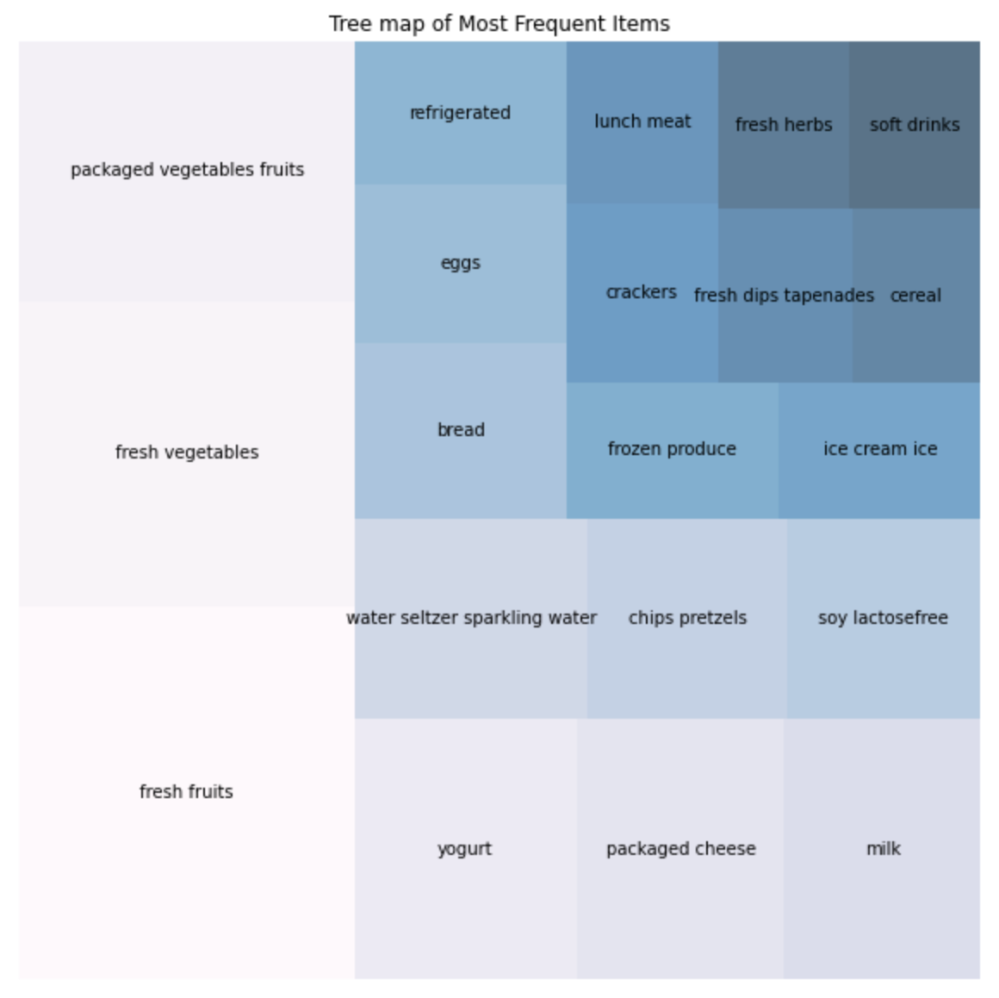 Tree map of Most Frequent Items
packaged vegetables fruits
refrigerated
lunch meat
fresh herbs
soft drinks
eggs
crackers
fresh dips tapenades
cereal
bread
fresh vegetables
frozen produce
ice cream ice
water seltzer sparkling water
chips pretzels
soy lactosefree
fresh fruits
yogurt
packaged cheese
milk